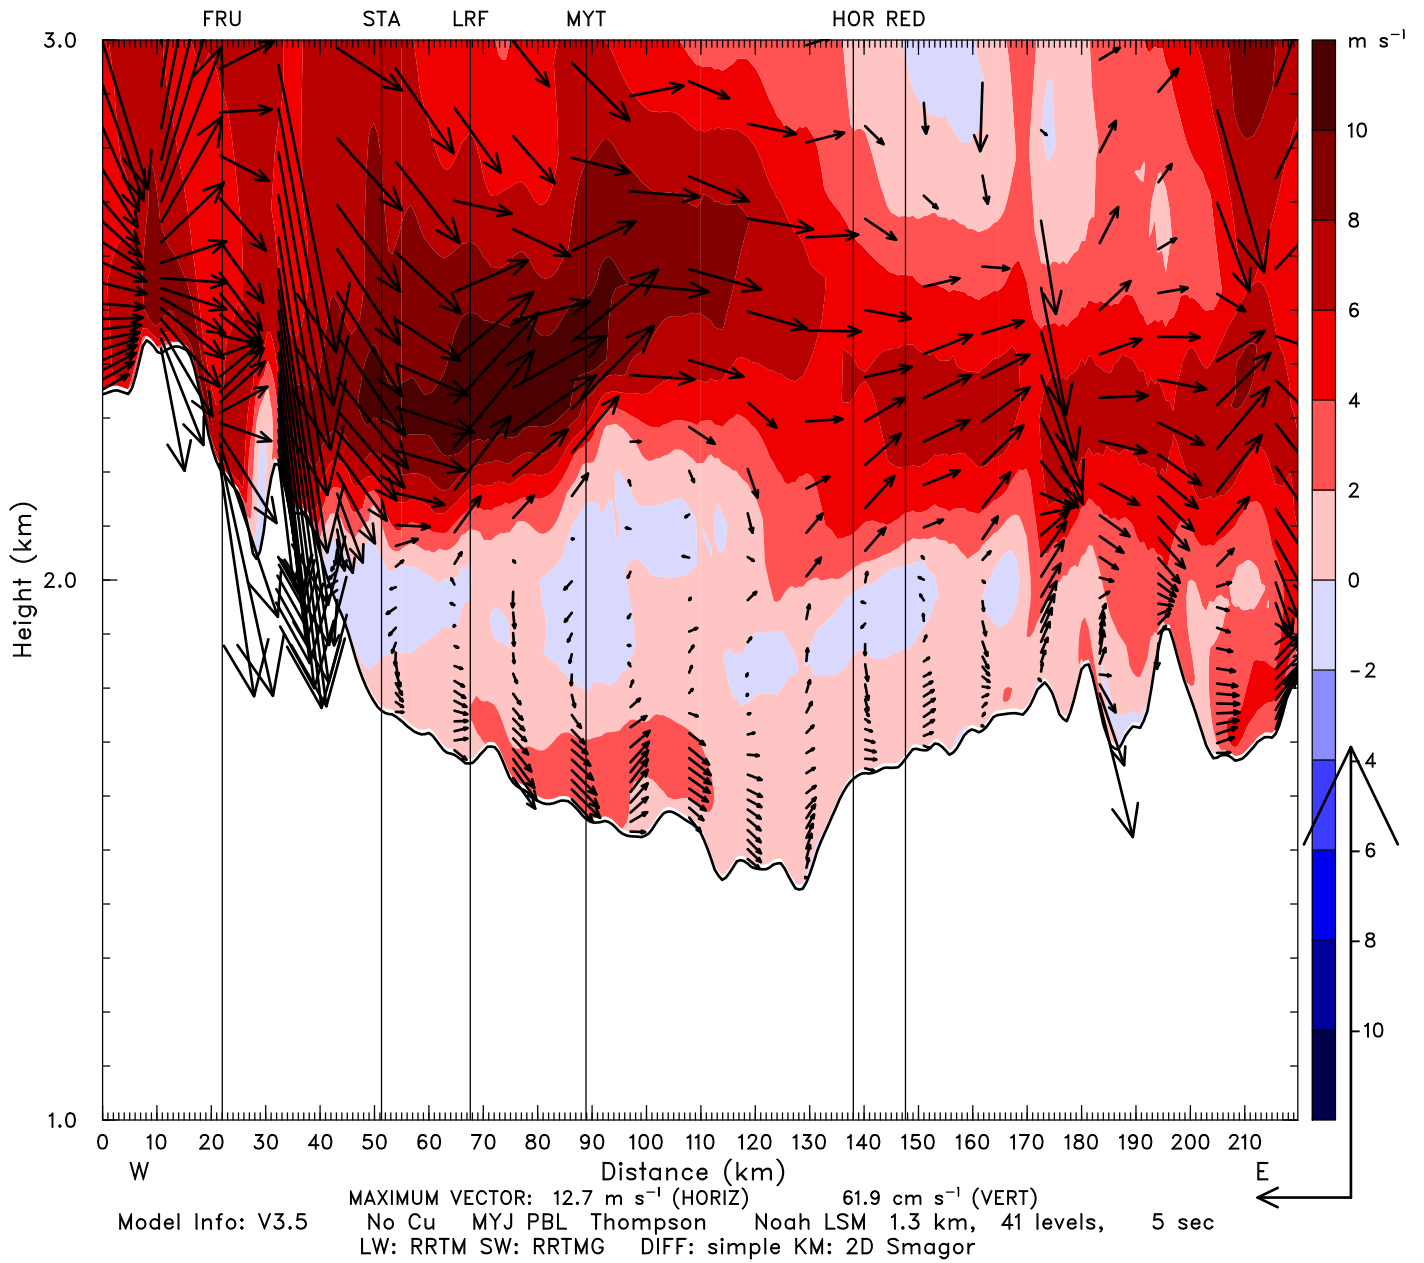 FRU STA LRF MYT HOR RED
3.0
m s⁻¹
10
8
6
4
2
2.0
0
Height (km)
-2
-4
-6
-8
-10
1.0
0 10 20 30 40 50 60 70 80 90 100 110 120 130 140 150 160 170 180 190 200 210
W Distance (km) E
MAXIMUM VECTOR: 12.7 m s⁻¹ (HORIZ) 61.9 cm s⁻¹ (VERT)
Model Info: V3.5 No Cu MYJ PBL Thompson Noah LSM 1.3 km, 41 levels, 5 sec
LW: RRTM SW: RRTMG DIFF: simple KM: 2D Smagor